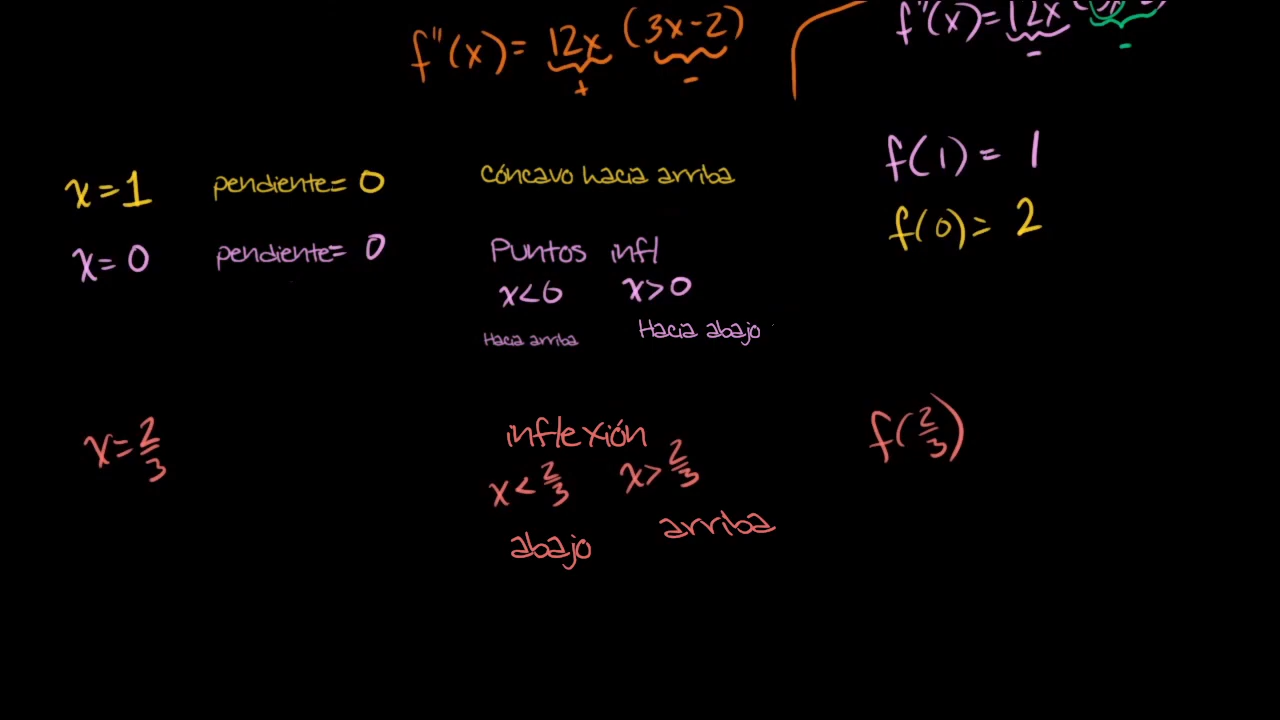 f''(x) = 12x (3x-2)
+ -
f''(x) = 12x
- -
x=1 pendiente= 0 cóncavo hacia arriba f(1) = 1
x= 0 pendiente= 0 Puntos infl f(0) = 2
x<0 x>0
Hacia arriba Hacia abajo
x= 2/3 inflexión f(2/3)
x< 2/3 x> 2/3
abajo arriba